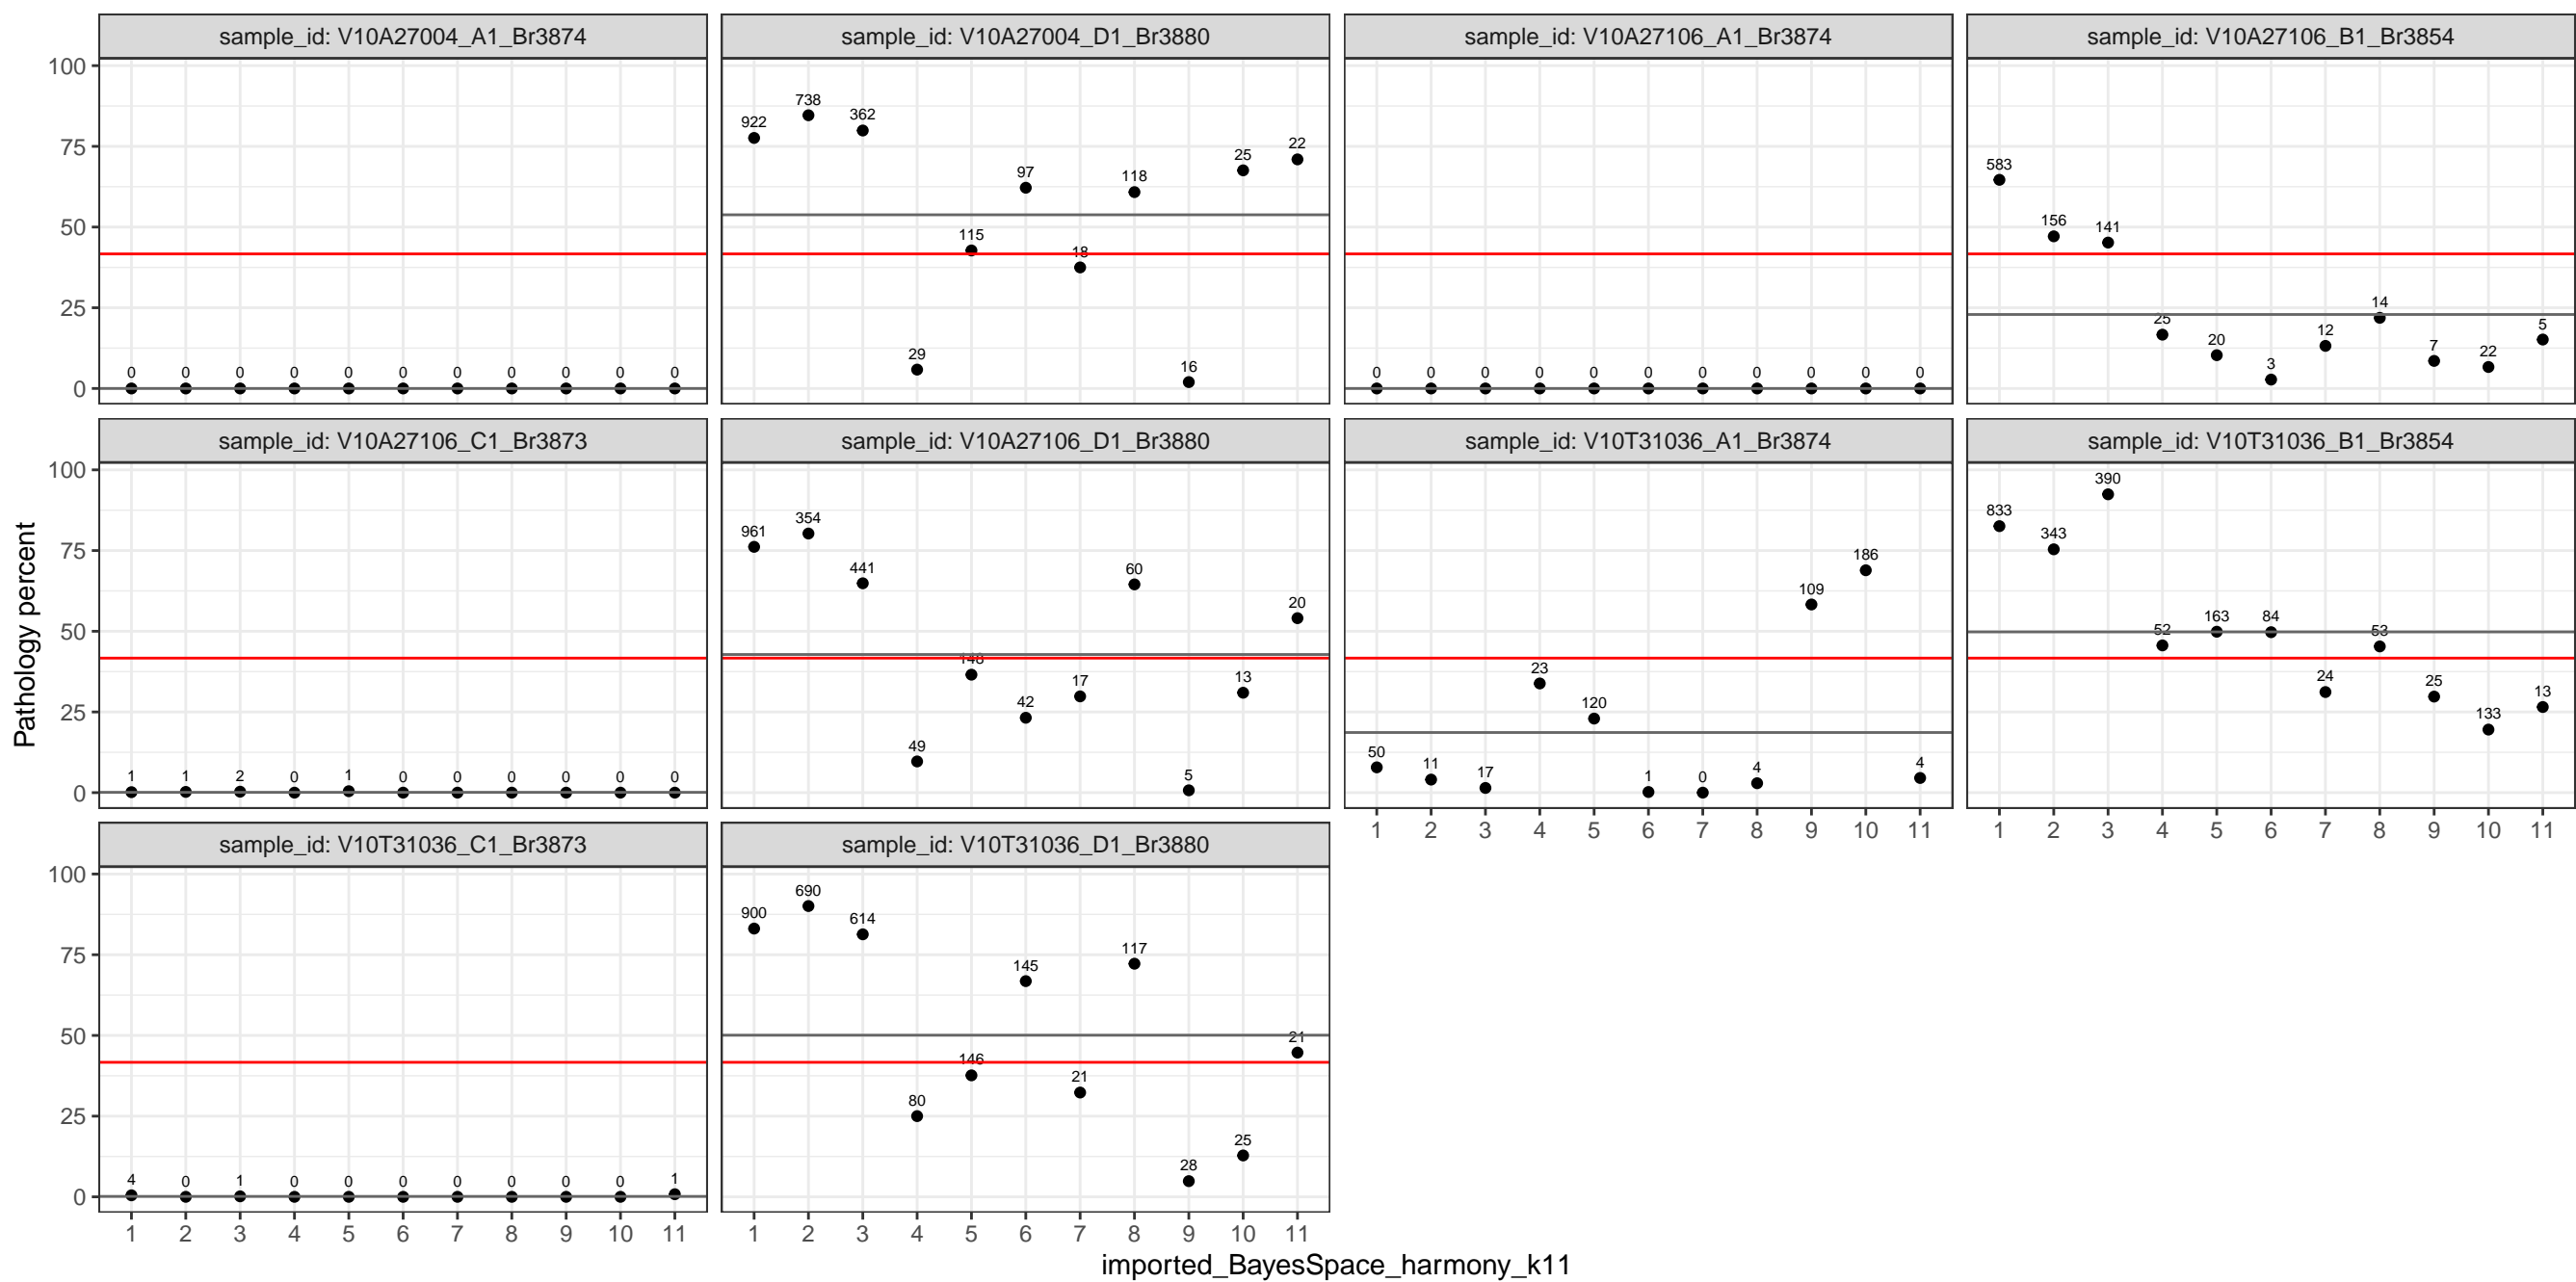 sample_id: V10A27004_A1_Br3874
sample_id: V10A27004_D1_Br3880
sample_id: V10A27106_A1_Br3874
sample_id: V10A27106_B1_Br3854
100
75
50
25
0
0 0 0 0 0 0 0 0 0 0 0
922 738 362 29 115 97 18 118 16 25 22
0 0 0 0 0 0 0 0 0 0 0
583 156 141 25 20 3 12 14 7 22 5
sample_id: V10A27106_C1_Br3873
sample_id: V10A27106_D1_Br3880
sample_id: V10T31036_A1_Br3874
sample_id: V10T31036_B1_Br3854
Pathology percent
100
75
50
25
0
1 1 2 0 1 0 0 0 0 0 0
961 354 441 49 42 17 60 5 13 20
50 11 17 23 120 1 0 4 109 186 4
833 343 390 52 163 84 24 53 25 133 13
1 2 3 4 5 6 7 8 9 10 11
1 2 3 4 5 6 7 8 9 10 11
sample_id: V10T31036_C1_Br3873
sample_id: V10T31036_D1_Br3880
100
75
50
25
0
4 0 1 0 0 0 0 0 0 0 1
900 690 614 80 146 145 21 117 28 25 21
1 2 3 4 5 6 7 8 9 10 11
1 2 3 4 5 6 7 8 9 10 11
imported_BayesSpace_harmony_k11